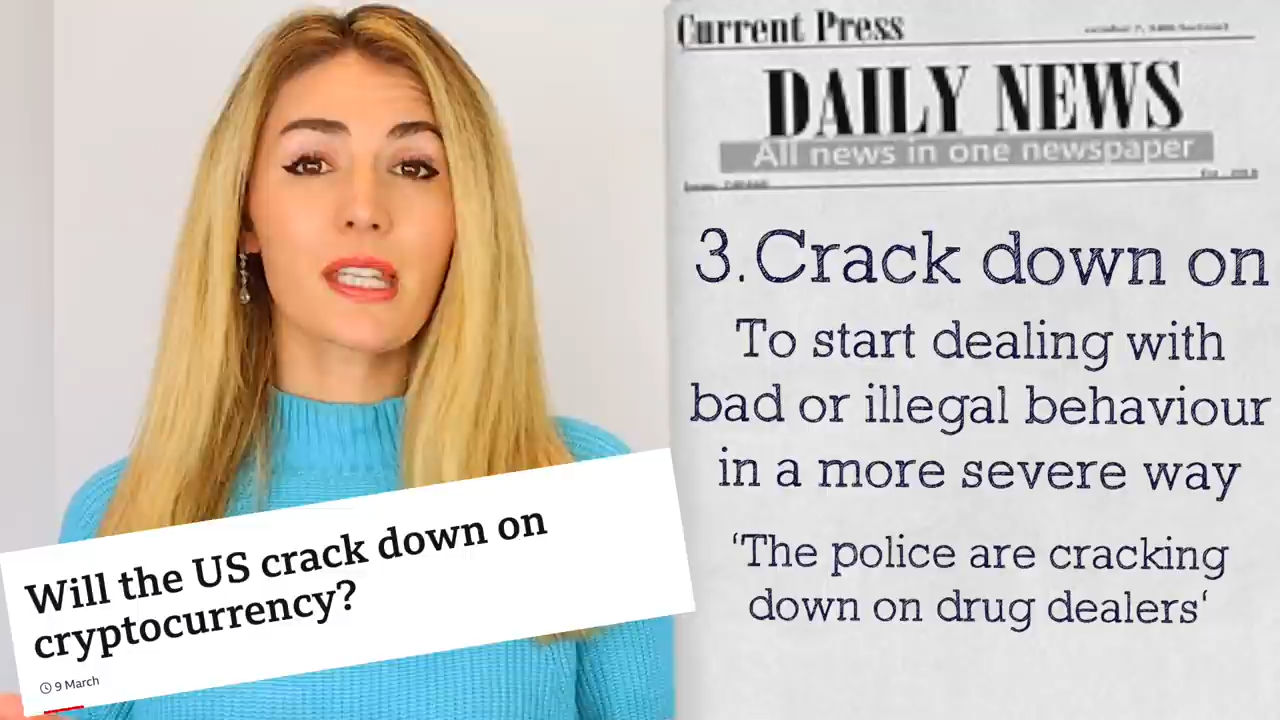 Current Press
DAILY NEWS
All news in one newspaper
3. Crack down on
To start dealing with
bad or illegal behaviour
in a more severe way
‘The police are cracking
down on drug dealers‘
Will the US crack down on
cryptocurrency?
9 March